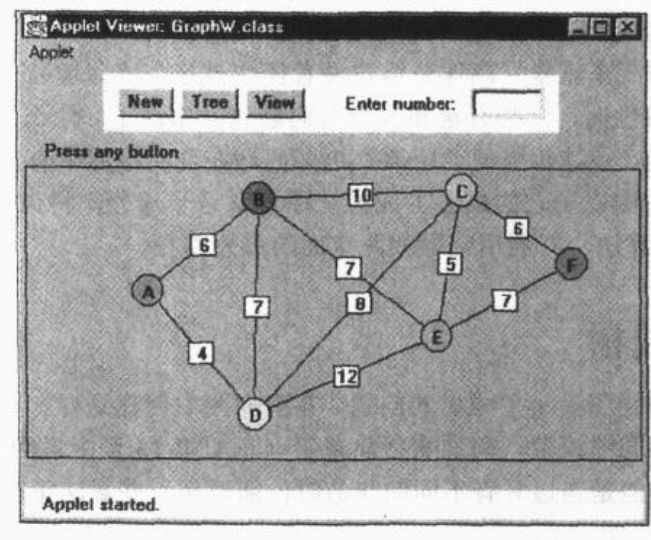 Applet Viewer: GraphW.class
Applet
New Tree View Enter number:
Press any button
B 10 C
6 6
7 5 F
A 7 8 7
4 E
12
D
Applet started.